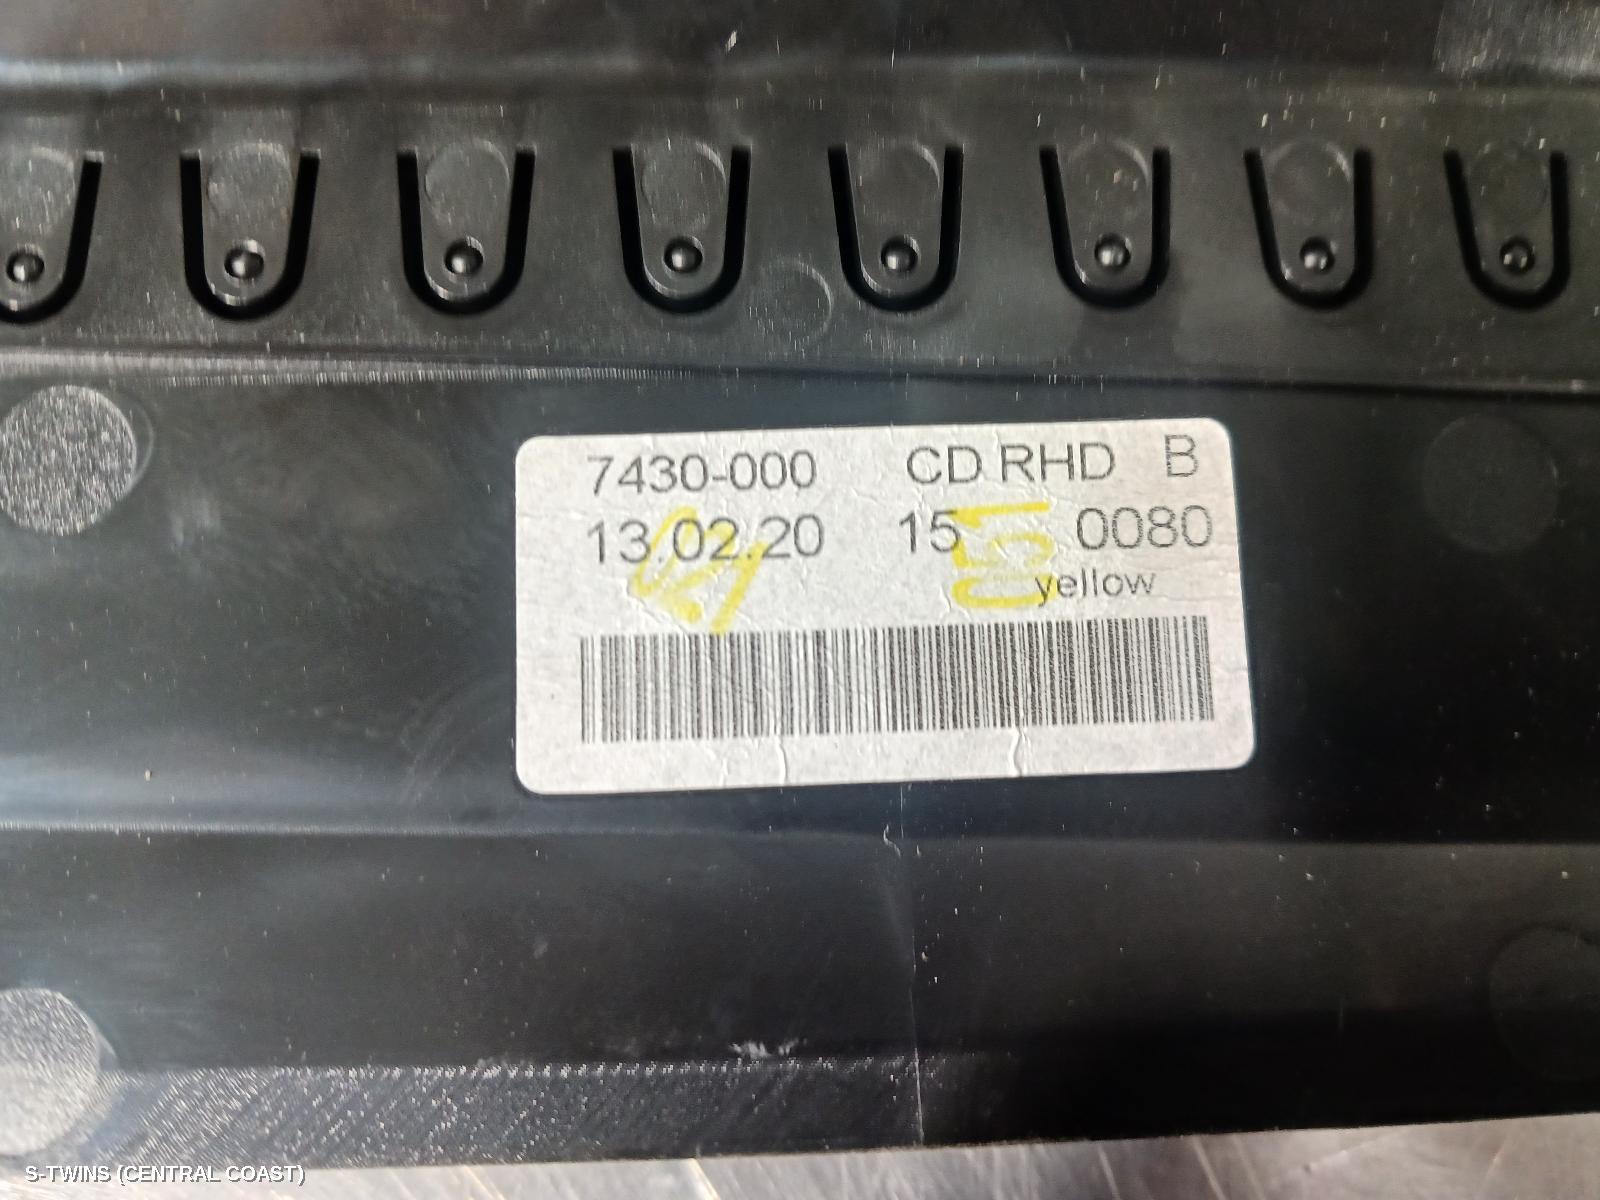 7430-000 CD RHD B
13.02.20 15 0080
yellow
S-TWINS (CENTRAL COAST)